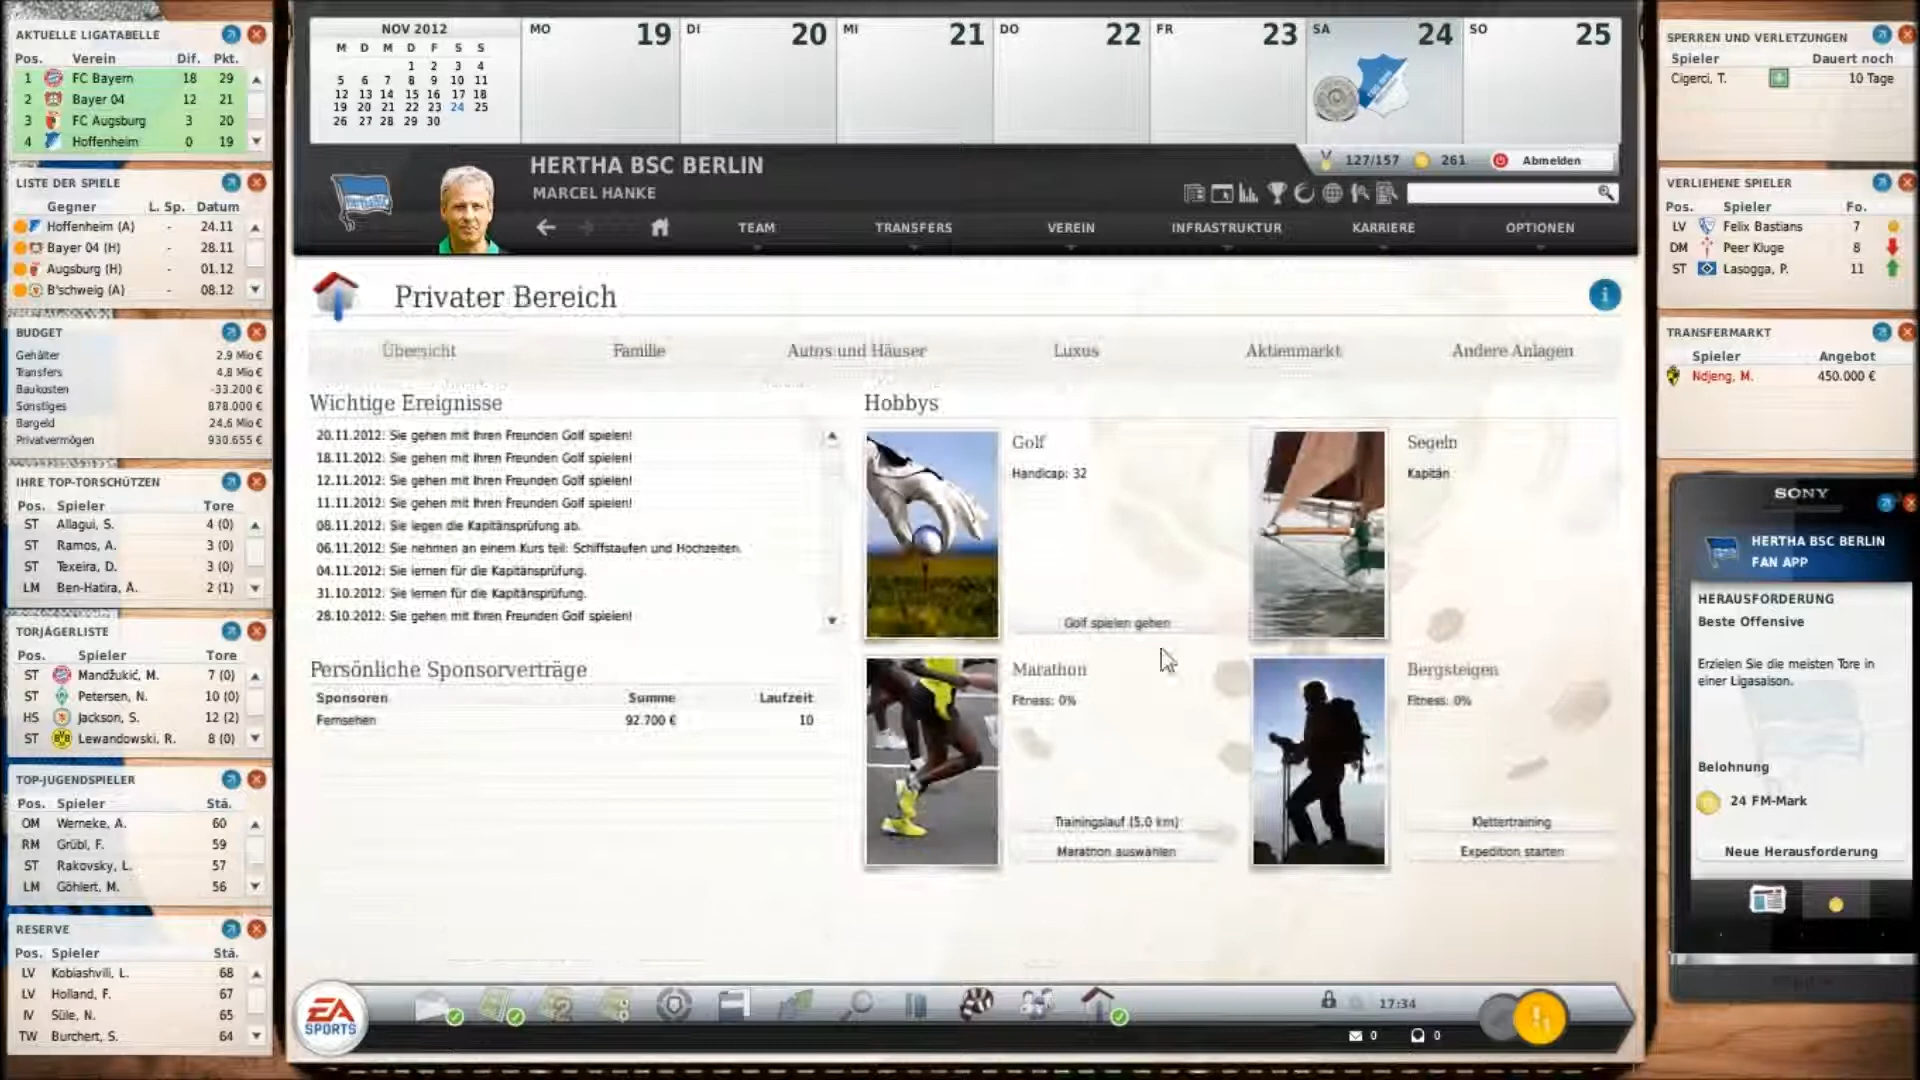 AKTUELLE LIGATABELLE
Pos. Verein Dif. Pkt.
1 FC Bayern 18 29
2 Bayer 04 12 21
3 FC Augsburg 3 20
4 Hoffenheim 0 19
LISTE DER SPIELE
Gegner L. Sp. Datum
Hoffenheim (A) - 24.11
Bayer 04 (H) - 28.11
Augsburg (H) - 01.12
B'schweig (A) - 08.12
BUDGET
Gehälter 2,9 Mio €
Transfers 4,8 Mio €
Baukosten -33.200 €
Sonstiges 878.000 €
Bargeld 24,6 Mio €
Privatvermögen 930.655 €
IHRE TOP-TORSCHÜTZEN
Pos. Spieler Tore
ST Allagui, S. 4 (0)
ST Ramos, A. 3 (0)
ST Texeira, D. 3 (0)
LM Ben-Hatira, A. 2 (1)
TORJÄGERLISTE
Pos. Spieler Tore
ST Mandžukić, M. 7 (0)
ST Petersen, N. 10 (0)
HS Jackson, S. 12 (2)
ST Lewandowski, R. 8 (0)
TOP-JUGENDSPIELER
Pos. Spieler Stä.
OM Werneke, A. 60
RM Grübl, F. 59
ST Rakovsky, L. 57
LM Göhlert, M. 56
RESERVE
Pos. Spieler Stä.
LV Kobiashvili, L. 68
LV Holland, F. 67
IV Süle, N. 65
TW Burchert, S. 64
NOV 2012
M D M D F S S
1 2 3 4
5 6 7 8 9 10 11
12 13 14 15 16 17 18
19 20 21 22 23 24 25
26 27 28 29 30
MO 19 DI 20 MI 21 DO 22 FR 23 SA 24 SO 25
HERTHA BSC BERLIN
MARCEL HANKE
127/157 261 Abmelden
TEAM TRANSFERS VEREIN INFRASTRUKTUR KARRIERE OPTIONEN
Privater Bereich
Übersicht Familie Autos und Häuser Luxus Aktienmarkt Andere Anlagen
Wichtige Ereignisse
20.11.2012: Sie gehen mit Ihren Freunden Golf spielen!
18.11.2012: Sie gehen mit Ihren Freunden Golf spielen!
12.11.2012: Sie gehen mit Ihren Freunden Golf spielen!
11.11.2012: Sie gehen mit Ihren Freunden Golf spielen!
08.11.2012: Sie legen die Kapitänsprüfung ab.
06.11.2012: Sie nehmen an einem Kurs teil: Schiffstaufen und Hochzeiten.
04.11.2012: Sie lernen für die Kapitänsprüfung.
31.10.2012: Sie lernen für die Kapitänsprüfung.
28.10.2012: Sie gehen mit Ihren Freunden Golf spielen!
Persönliche Sponsorverträge
Sponsoren Summe Laufzeit
Fernsehen 92.700 € 10
Hobbys
Golf
Handicap: 32
Golf spielen gehen
Segeln
Kapitän
Marathon
Fitness: 0%
Trainingslauf (5.0 km)
Marathon auswählen
Bergsteigen
Fitness: 0%
Klettertraining
Expedition starten
EA SPORTS
17:34
0 0
SPERREN UND VERLETZUNGEN
Spieler Dauert noch
Cigerci, T. 10 Tage
VERLIEHENE SPIELER
Pos. Spieler Fo.
LV Felix Bastians 7
DM Peer Kluge 8
ST Lasogga, P. 11
TRANSFERMARKT
Spieler Angebot
Ndjeng, M. 450.000 €
SONY
HERTHA BSC BERLIN
FAN APP
HERAUSFORDERUNG
Beste Offensive
Erzielen Sie die meisten Tore in
einer Ligasaison.
Belohnung
24 FM-Mark
Neue Herausforderung